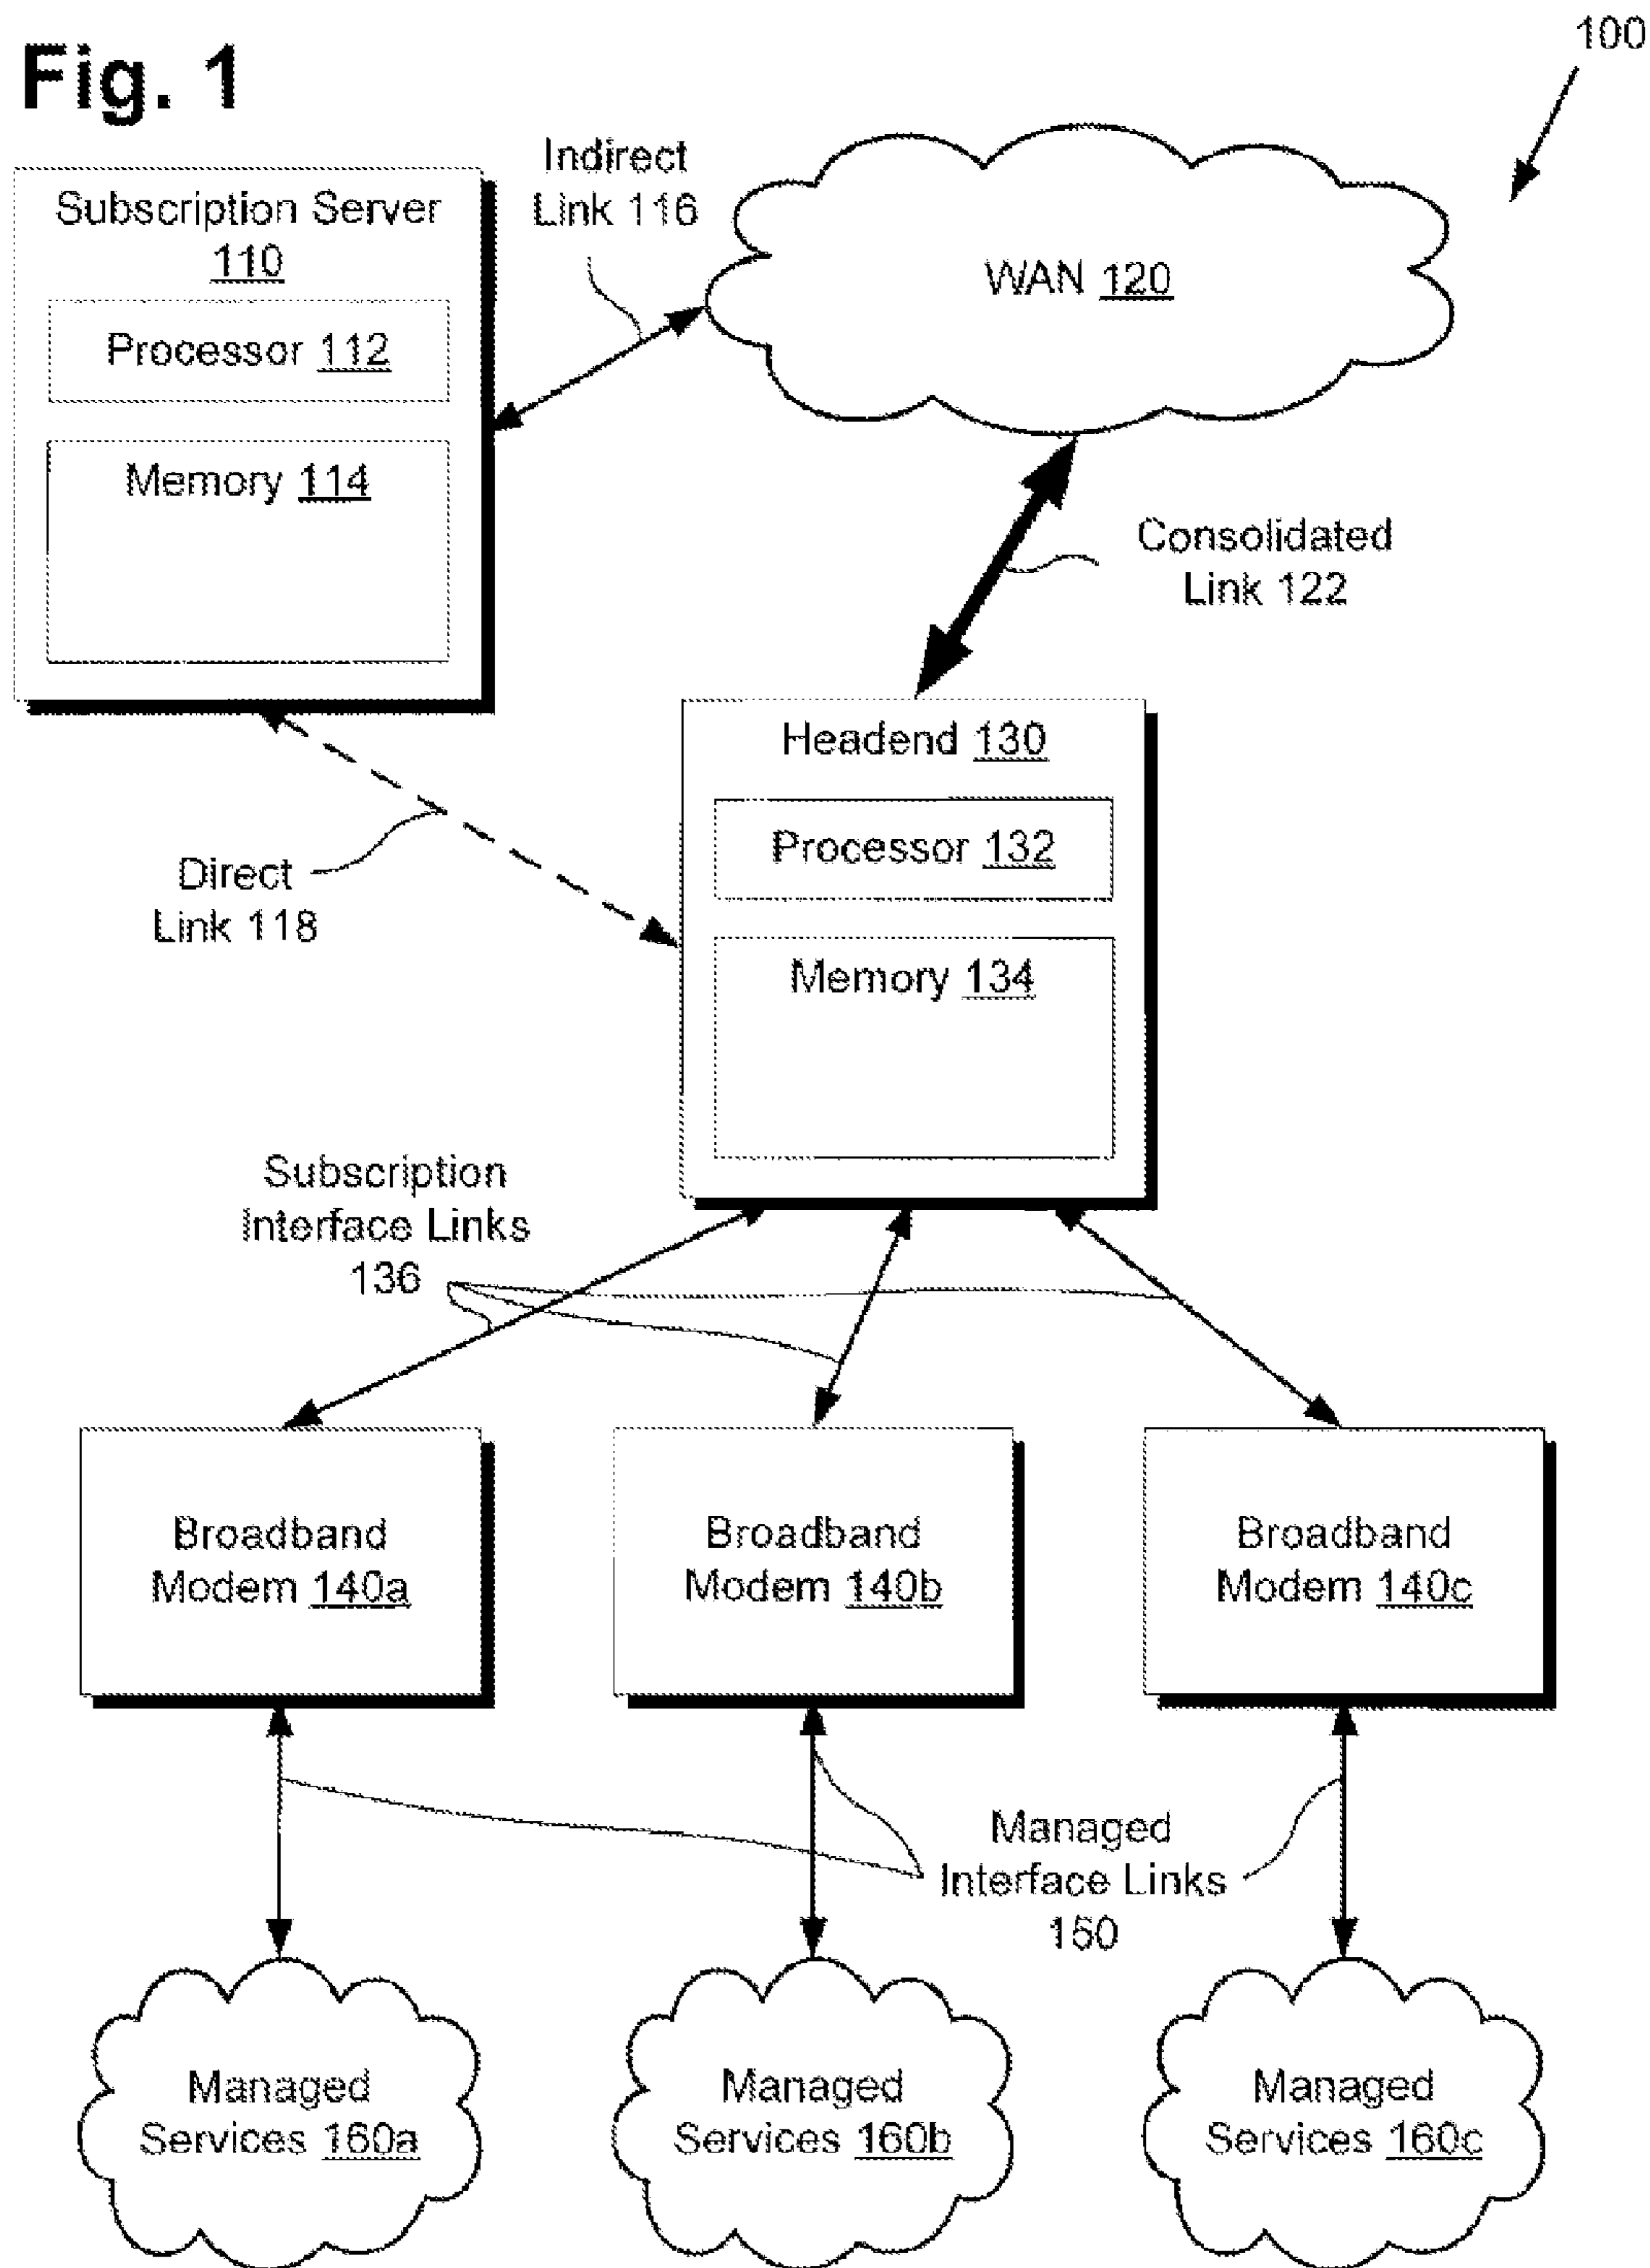 Fig. 1
100
Subscription Server
110
Processor 112
Memory 114
Indirect
Link 116
WAN 120
Consolidated
Link 122
Direct
Link 118
Headend 130
Processor 132
Memory 134
Subscription
Interface Links
136
Broadband
Modem 140a
Broadband
Modem 140b
Broadband
Modem 140c
Managed
Interface Links
150
Managed
Services 160a
Managed
Services 160b
Managed
Services 160c